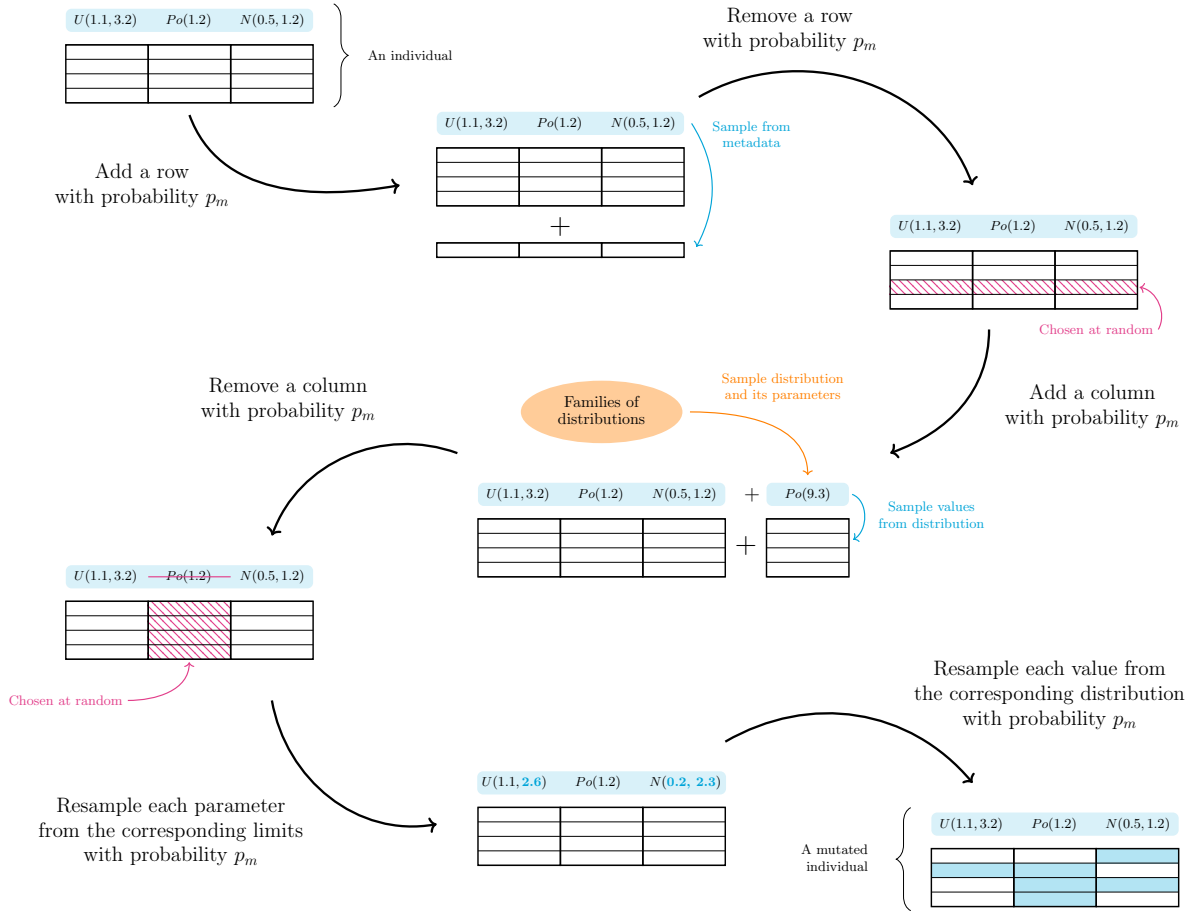 U(1.1, 3.2) Po(1.2) N(0.5, 1.2)
An individual
Add a row
with probability p_m
U(1.1, 3.2) Po(1.2) N(0.5, 1.2)
+
Sample from
metadata
Remove a row
with probability p_m
U(1.1, 3.2) Po(1.2) N(0.5, 1.2)
Chosen at random
Add a column
with probability p_m
Families of
distributions
Sample distribution
and its parameters
U(1.1, 3.2) Po(1.2) N(0.5, 1.2) + Po(9.3)
+
Sample values
from distribution
Remove a column
with probability p_m
U(1.1, 3.2) Po(1.2) N(0.5, 1.2)
Chosen at random
Resample each parameter
from the corresponding limits
with probability p_m
U(1.1, 2.6) Po(1.2) N(0.2, 2.3)
Resample each value from
the corresponding distribution
with probability p_m
U(1.1, 3.2) Po(1.2) N(0.5, 1.2)
A mutated
individual